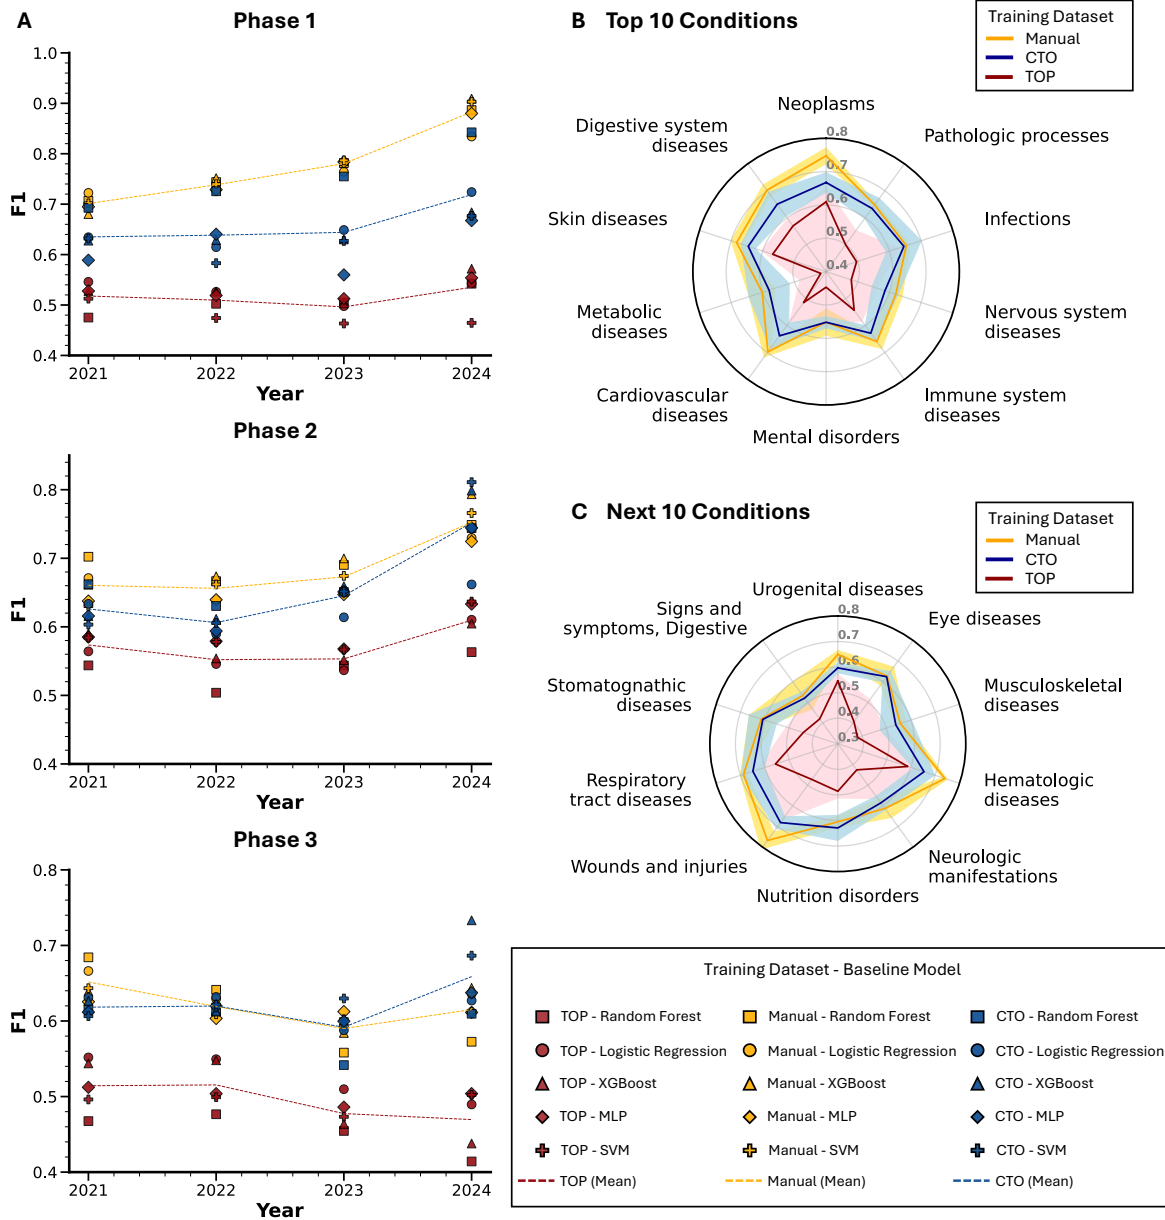 A
Phase 1
F1
1.0
0.9
0.8
0.7
0.6
0.5
0.4
2021
2022
2023
2024
Year
Phase 2
F1
0.8
0.7
0.6
0.5
0.4
2021
2022
2023
2024
Year
Phase 3
F1
0.8
0.7
0.6
0.5
0.4
2021
2022
2023
2024
Year
B Top 10 Conditions
Training Dataset
Manual
CTO
TOP
Neoplasms
Pathologic processes
Infections
Nervous system
diseases
Immune system
diseases
Mental disorders
Cardiovascular
diseases
Metabolic
diseases
Skin diseases
Digestive system
diseases
0.8
0.7
0.6
0.5
0.4
C Next 10 Conditions
Training Dataset
Manual
CTO
TOP
Urogenital diseases
Eye diseases
Musculoskeletal
diseases
Hematologic
diseases
Neurologic
manifestations
Nutrition disorders
Wounds and injuries
Respiratory
tract diseases
Stomatognathic
diseases
Signs and
symptoms, Digestive
0.8
0.7
0.6
0.5
0.4
0.3
Training Dataset - Baseline Model
TOP - Random Forest
Manual - Random Forest
CTO - Random Forest
TOP - Logistic Regression
Manual - Logistic Regression
CTO - Logistic Regression
TOP - XGBoost
Manual - XGBoost
CTO - XGBoost
TOP - MLP
Manual - MLP
CTO - MLP
TOP - SVM
Manual - SVM
CTO - SVM
TOP (Mean)
Manual (Mean)
CTO (Mean)